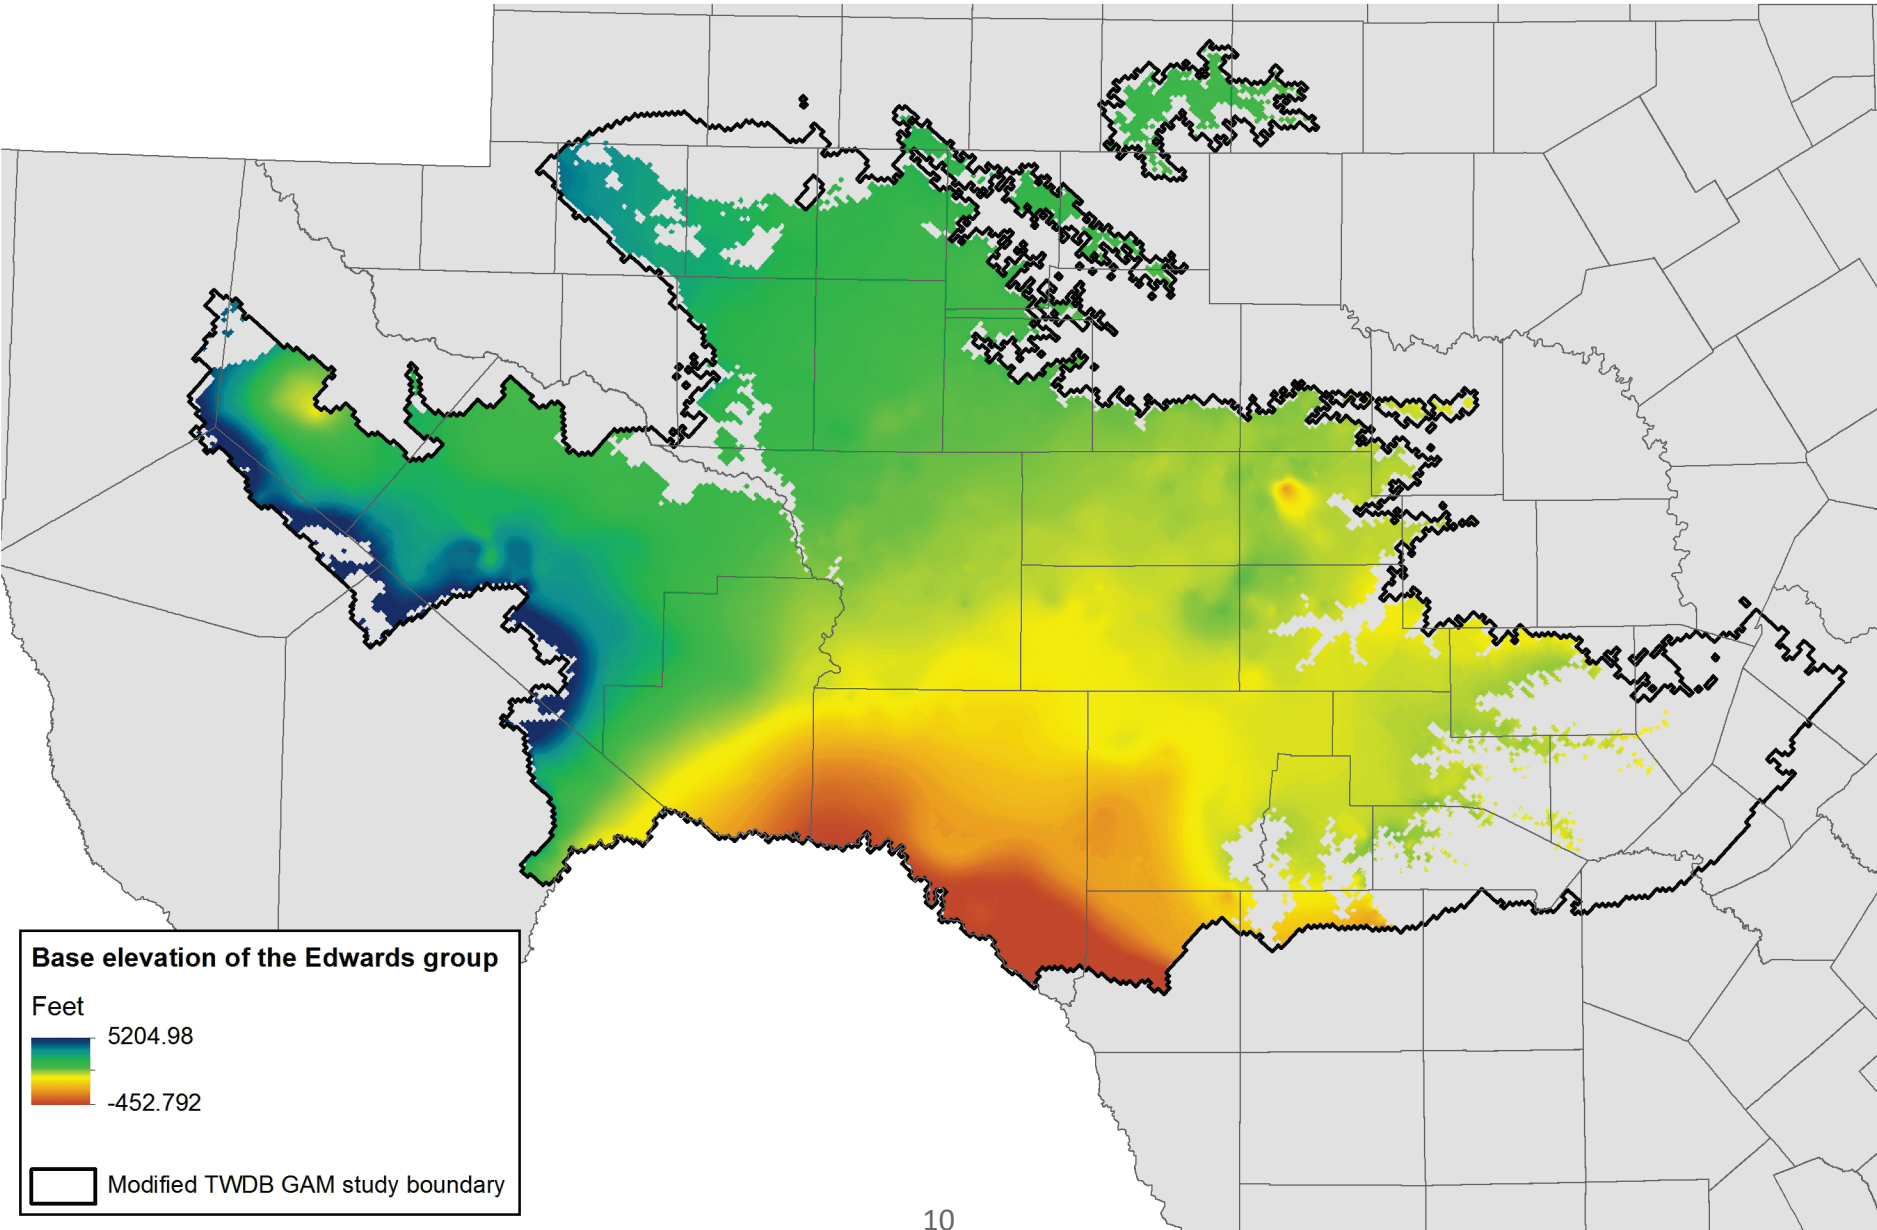 Base elevation of the Edwards group
Feet
5204.98
-452.792
Modified TWDB GAM study boundary
10